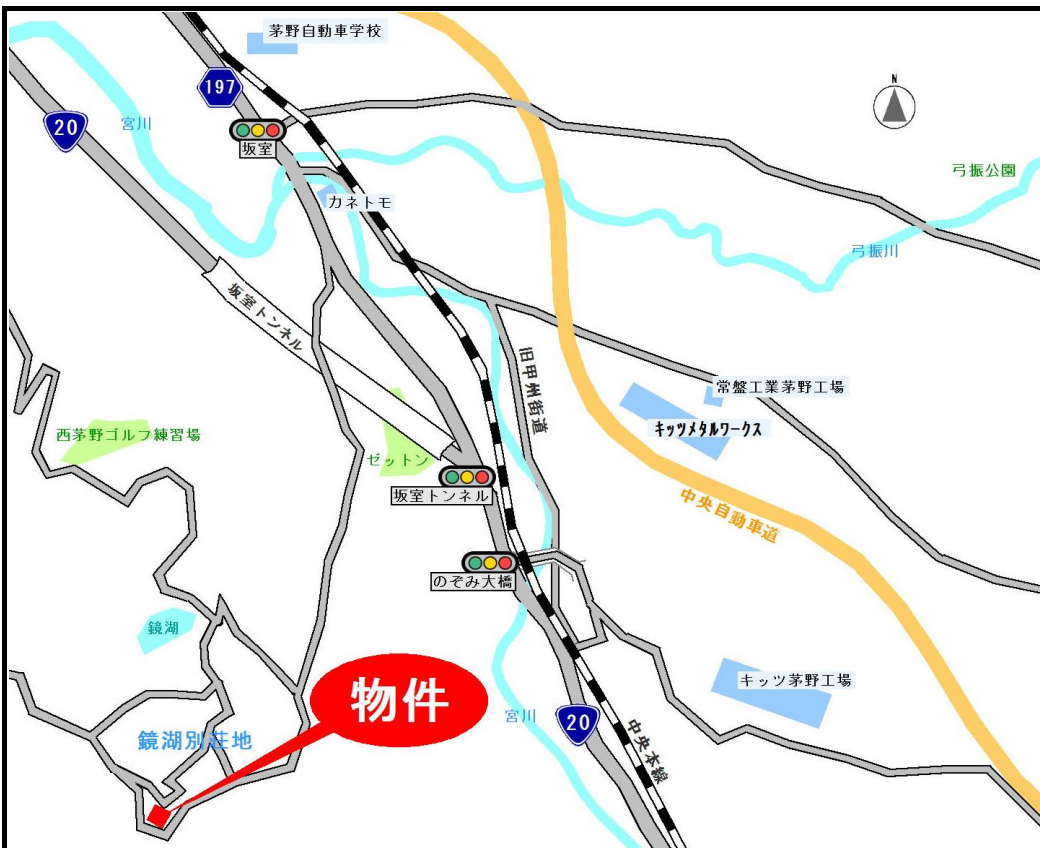 茅野自動車学校
197
20
宮川
坂室
N
弓振公園
カネトモ
弓振川
坂室トンネル
旧甲州街道
常盤工業茅野工場
キッツメタルワークス
西茅野ゴルフ練習場
ゼットン
坂室トンネル
中央自動車道
のぞみ大橋
鏡湖
キッツ茅野工場
物件
宮川
20
中央本線
鏡湖別荘地